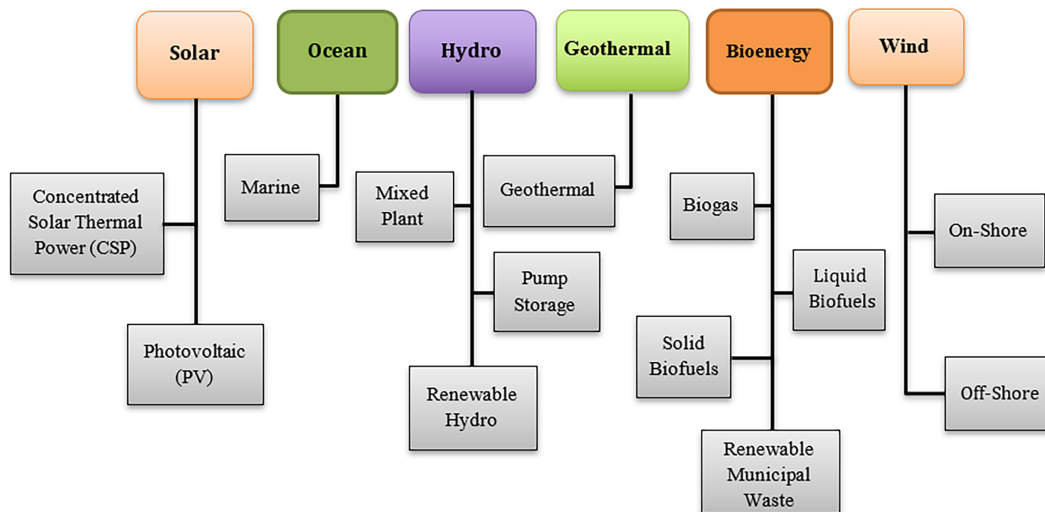 Solar
Ocean
Hydro
Geothermal
Bioenergy
Wind
Concentrated
Solar Thermal
Power (CSP)
Photovoltaic
(PV)
Marine
Mixed
Plant
Pump
Storage
Renewable
Hydro
Geothermal
Biogas
Liquid
Biofuels
Solid
Biofuels
Renewable
Municipal
Waste
On-Shore
Off-Shore